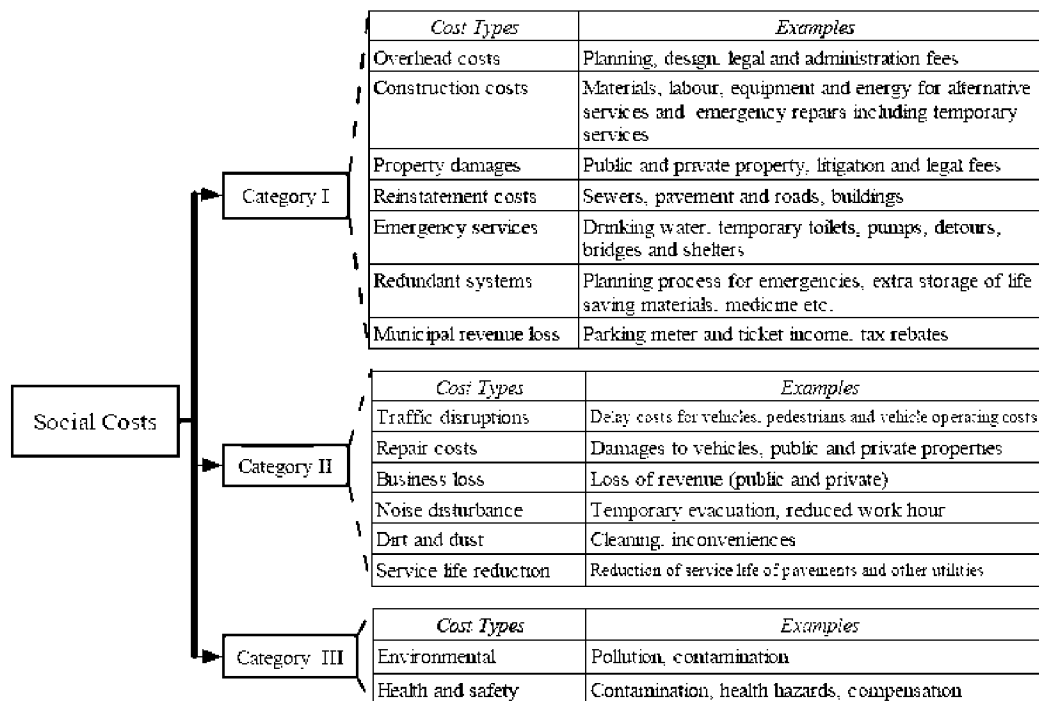 Social Costs
Category I
Cost Types Examples
Overhead costs Planning, design, legal and administration fees
Construction costs Materials, labour, equipment and energy for alternative
services and emergency repairs including temporary
services
Property damages Public and private property, litigation and legal fees
Reinstatement costs Sewers, pavement and roads, buildings
Emergency services Drinking water, temporary toilets, pumps, detours,
bridges and shelters
Redundant systems Planning process for emergencies, extra storage of life
saving materials, medicine etc.
Municipal revenue loss Parking meter and ticket income, tax rebates
Category II
Cost Types Examples
Traffic disruptions Delay costs for vehicles, pedestrians and vehicle operating costs
Repair costs Damages to vehicles, public and private properties
Business loss Loss of revenue (public and private)
Noise disturbance Temporary evacuation, reduced work hour
Dirt and dust Cleaning, inconveniences
Service life reduction Reduction of service life of pavements and other utilities
Category III
Cost Types Examples
Environmental Pollution, contamination
Health and safety Contamination, health hazards, compensation